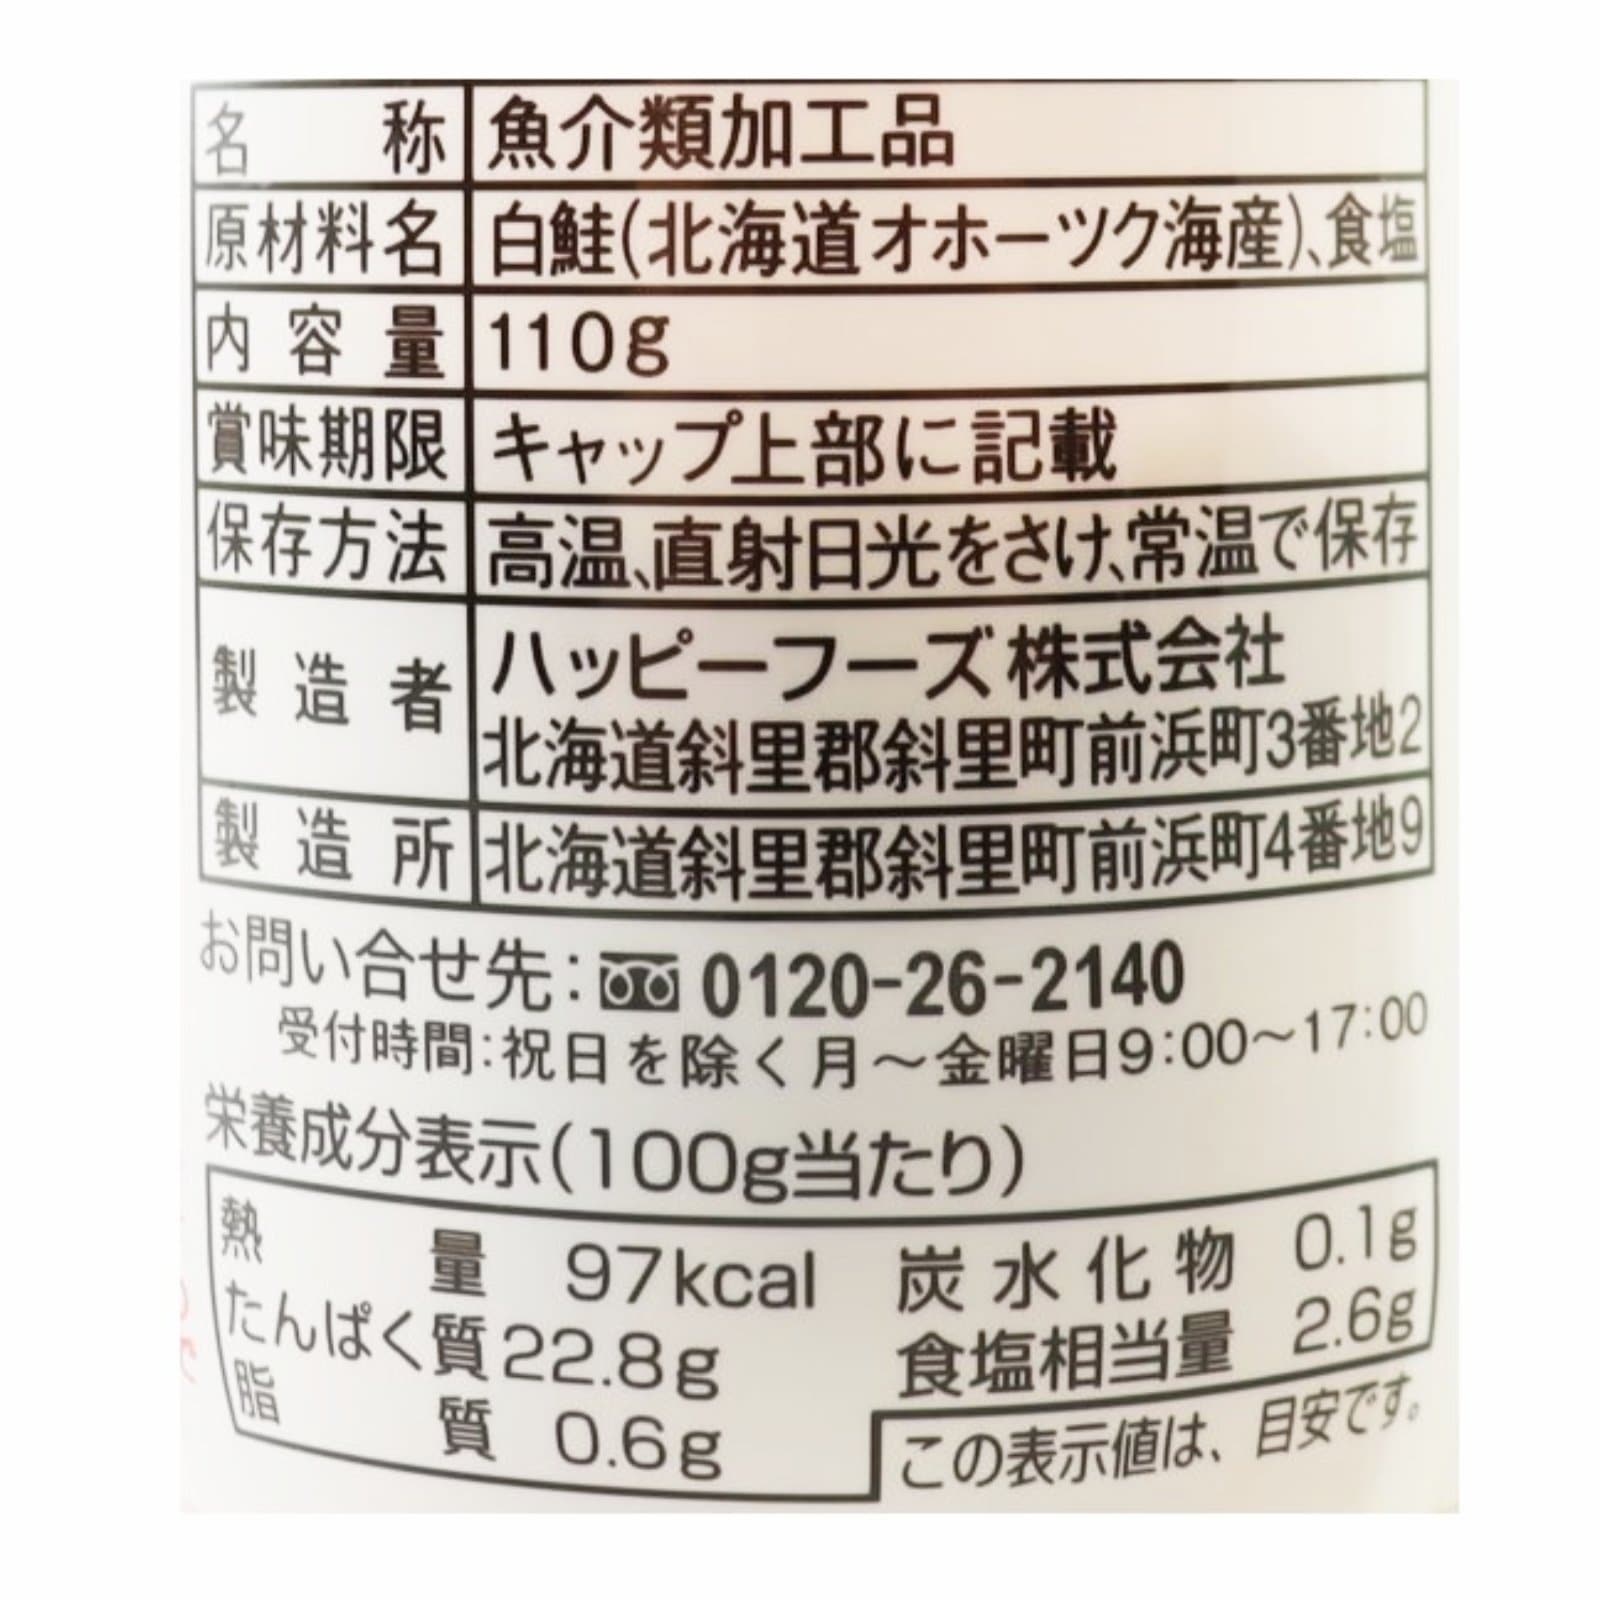 名称 魚介類加工品
原材料名 白鮭(北海道オホーツク海産)、食塩
内容量 110g
賞味期限 キャップ上部に記載
保存方法 高温、直射日光をさけ、常温で保存
製造者 ハッピーフーズ株式会社
北海道斜里郡斜里町前浜町3番地2
製造所 北海道斜里郡斜里町前浜町4番地9
お問い合せ先: 0120-26-2140
受付時間:祝日を除く月～金曜日9:00～17:00
栄養成分表示(100g当たり)
熱量 97kcal 炭水化物 0.1g
たんぱく質 22.8g 食塩相当量 2.6g
脂質 0.6g この表示値は、目安です。